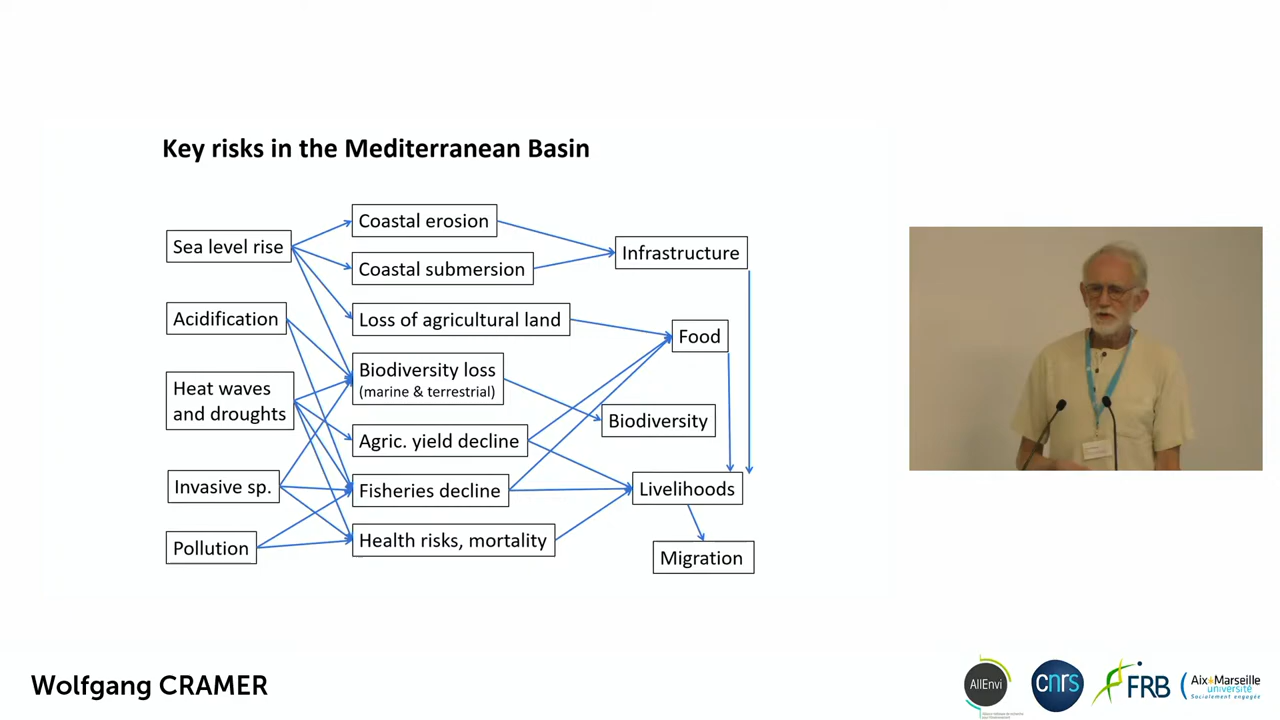 Key risks in the Mediterranean Basin
Sea level rise
Acidification
Heat waves
and droughts
Invasive sp.
Pollution
Coastal erosion
Coastal submersion
Loss of agricultural land
Biodiversity loss
(marine & terrestrial)
Agric. yield decline
Fisheries decline
Health risks, mortality
Infrastructure
Food
Biodiversity
Livelihoods
Migration
Wolfgang CRAMER
AllEnvi
cnrs
FRB
Aix Marseille
université
Socialement engagée